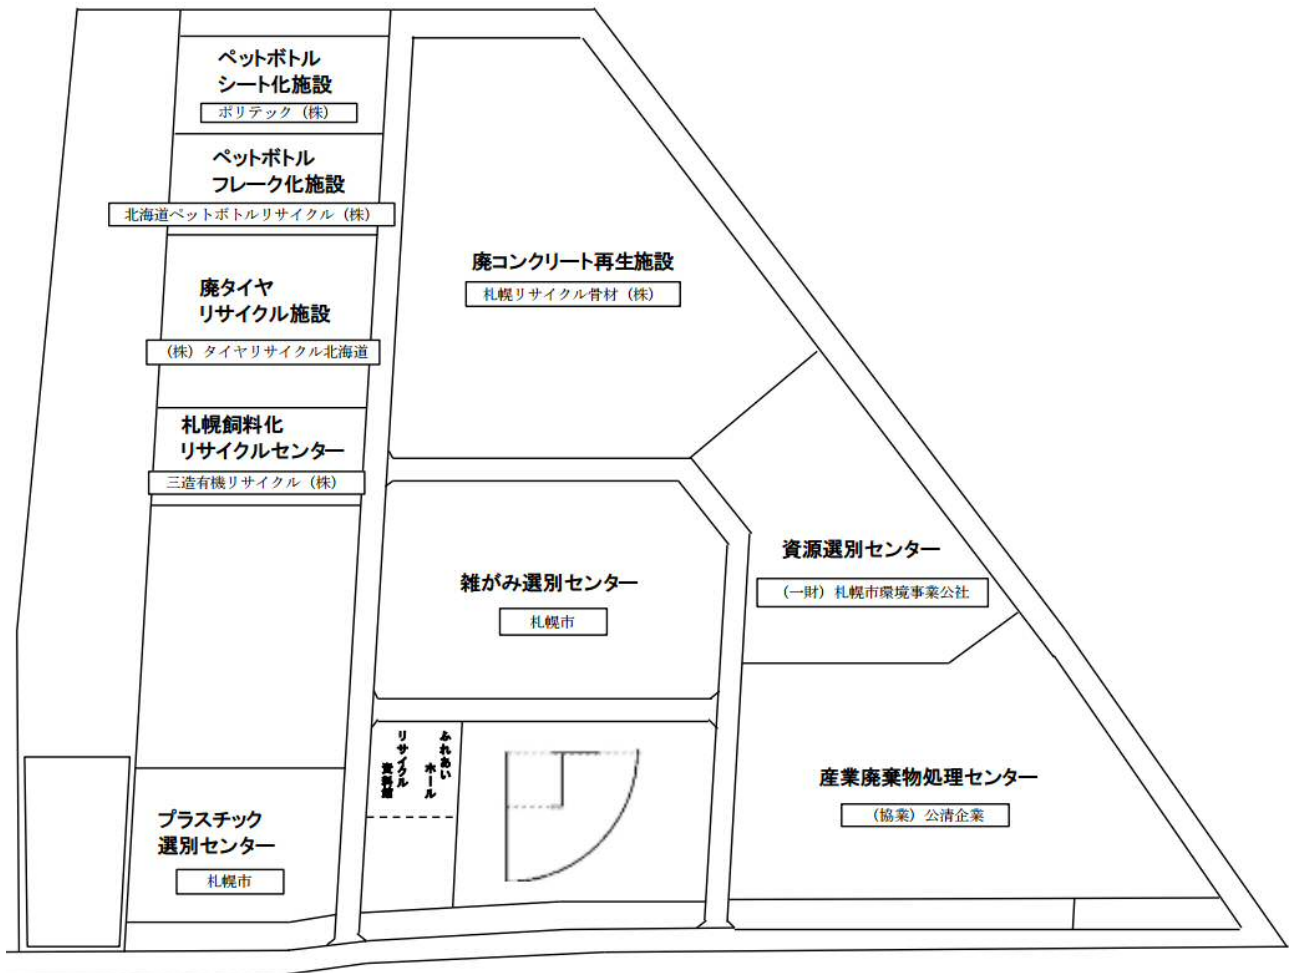 ペットボトル
シート化施設
ポリテック（株）
ペットボトル
フレーク化施設
北海道ペットボトルリサイクル（株）
廃タイヤ
リサイクル施設
（株）タイヤリサイクル北海道
札幌飼料化
リサイクルセンター
三造有機リサイクル（株）
廃コンクリート再生施設
札幌リサイクル骨材（株）
資源選別センター
（一財）札幌市環境事業公社
雑がみ選別センター
札幌市
ふれあい
ホール
リサイクル
資料館
産業廃棄物処理センター
（協業）公清企業
プラスチック
選別センター
札幌市